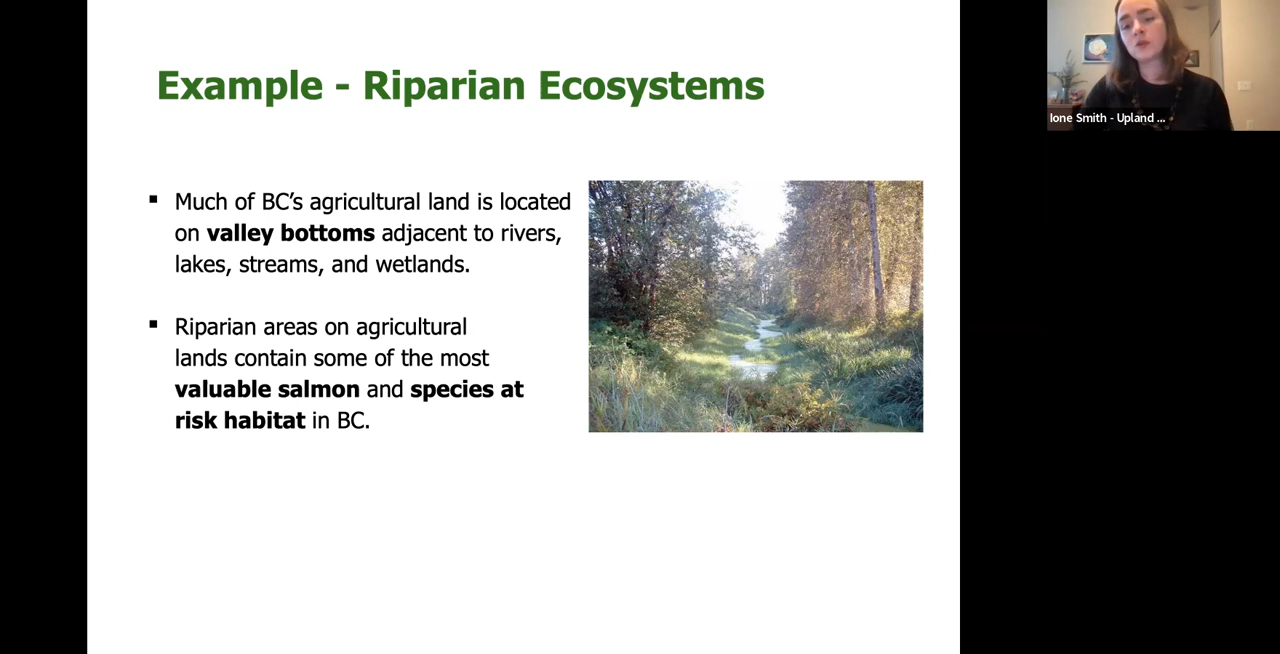 Example - Riparian Ecosystems
▪ Much of BC’s agricultural land is located
on valley bottoms adjacent to rivers,
lakes, streams, and wetlands.
▪ Riparian areas on agricultural
lands contain some of the most
valuable salmon and species at
risk habitat in BC.
Ione Smith - Upland ...